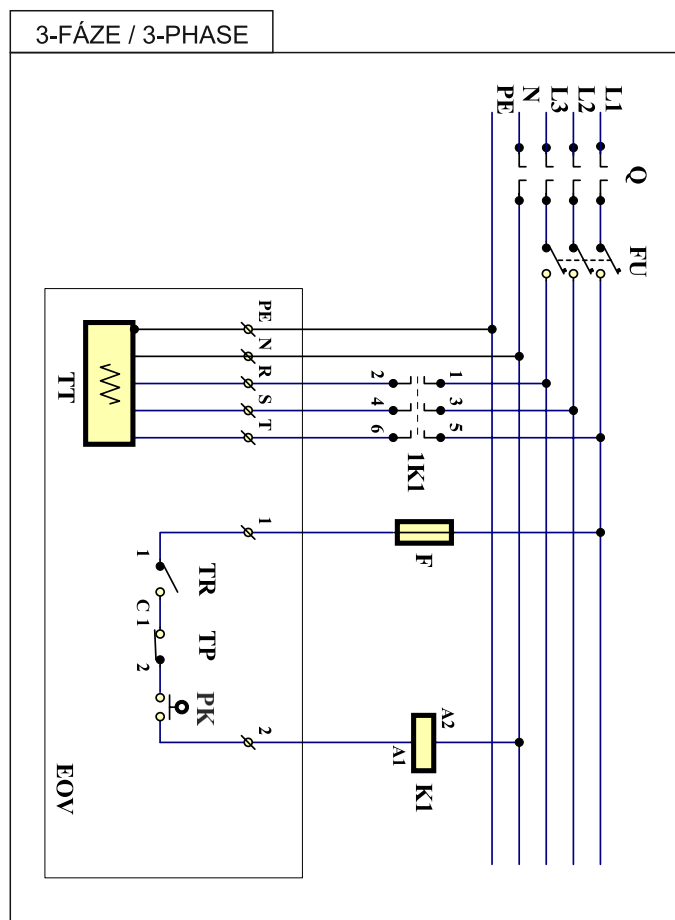 3-FÁZE / 3-PHASE
L1
L2
L3
N
PE
Q
FU
PE
N
R
S
T
TT
1
2
3
4
5
6
1K1
1
F
1
TR
C 1
TP
2
PK
2
A2
A1
K1
EOV